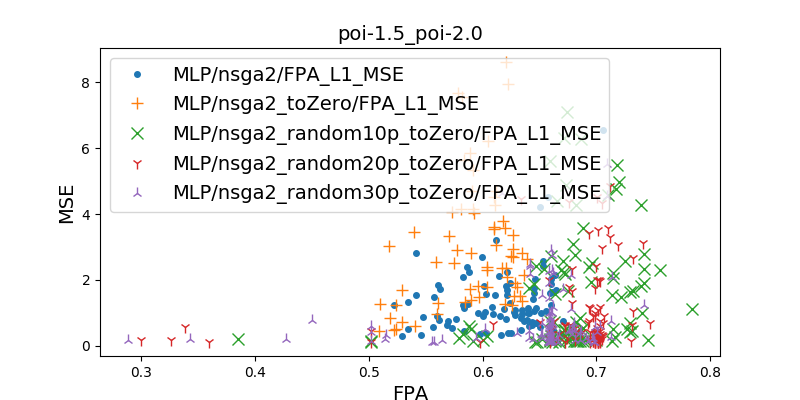 poi-1.5_poi-2.0
MLP/nsga2/FPA_L1_MSE
MLP/nsga2_toZero/FPA_L1_MSE
MLP/nsga2_random10p_toZero/FPA_L1_MSE
MLP/nsga2_random20p_toZero/FPA_L1_MSE
MLP/nsga2_random30p_toZero/FPA_L1_MSE
MSE
8
6
4
2
0
0.3 0.4 0.5 0.6 0.7 0.8
FPA